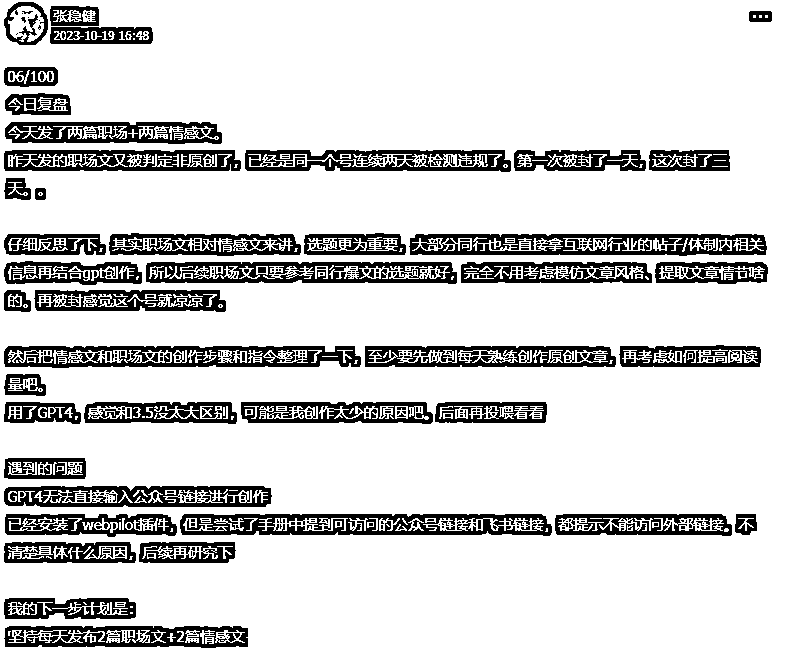 张稳健
2023-10-19 16:48
06/100
今日复盘
今天发了两篇职场+两篇情感文。
昨天发的职场文又被判定非原创了，已经是同一个号连续两天被检测违规了。第一次被封了一天，这次封了三
天。。
仔细反思了下，其实职场文相对情感文来讲，选题更为重要，大部分同行也是直接拿互联网行业的帖子/体制内相关
信息再结合gpt创作，所以后续职场文只要参考同行爆文的选题就好，完全不用考虑模仿文章风格、提取文章情节啥
的。再被封感觉这个号就凉凉了。
然后把情感文和职场文的创作步骤和指令整理了一下，至少要先做到每天熟练创作原创文章，再考虑如何提高阅读
量吧。
用了GPT4，感觉和3.5没太大区别，可能是我创作太少的原因吧。后面再投喂看看
遇到的问题
GPT4无法直接输入公众号链接进行创作
已经安装了webpilot插件，但是尝试了手册中提到可访问的公众号链接和飞书链接，都提示不能访问外部链接。不
清楚具体什么原因，后续再研究下
我的下一步计划是：
坚持每天发布2篇职场文+2篇情感文